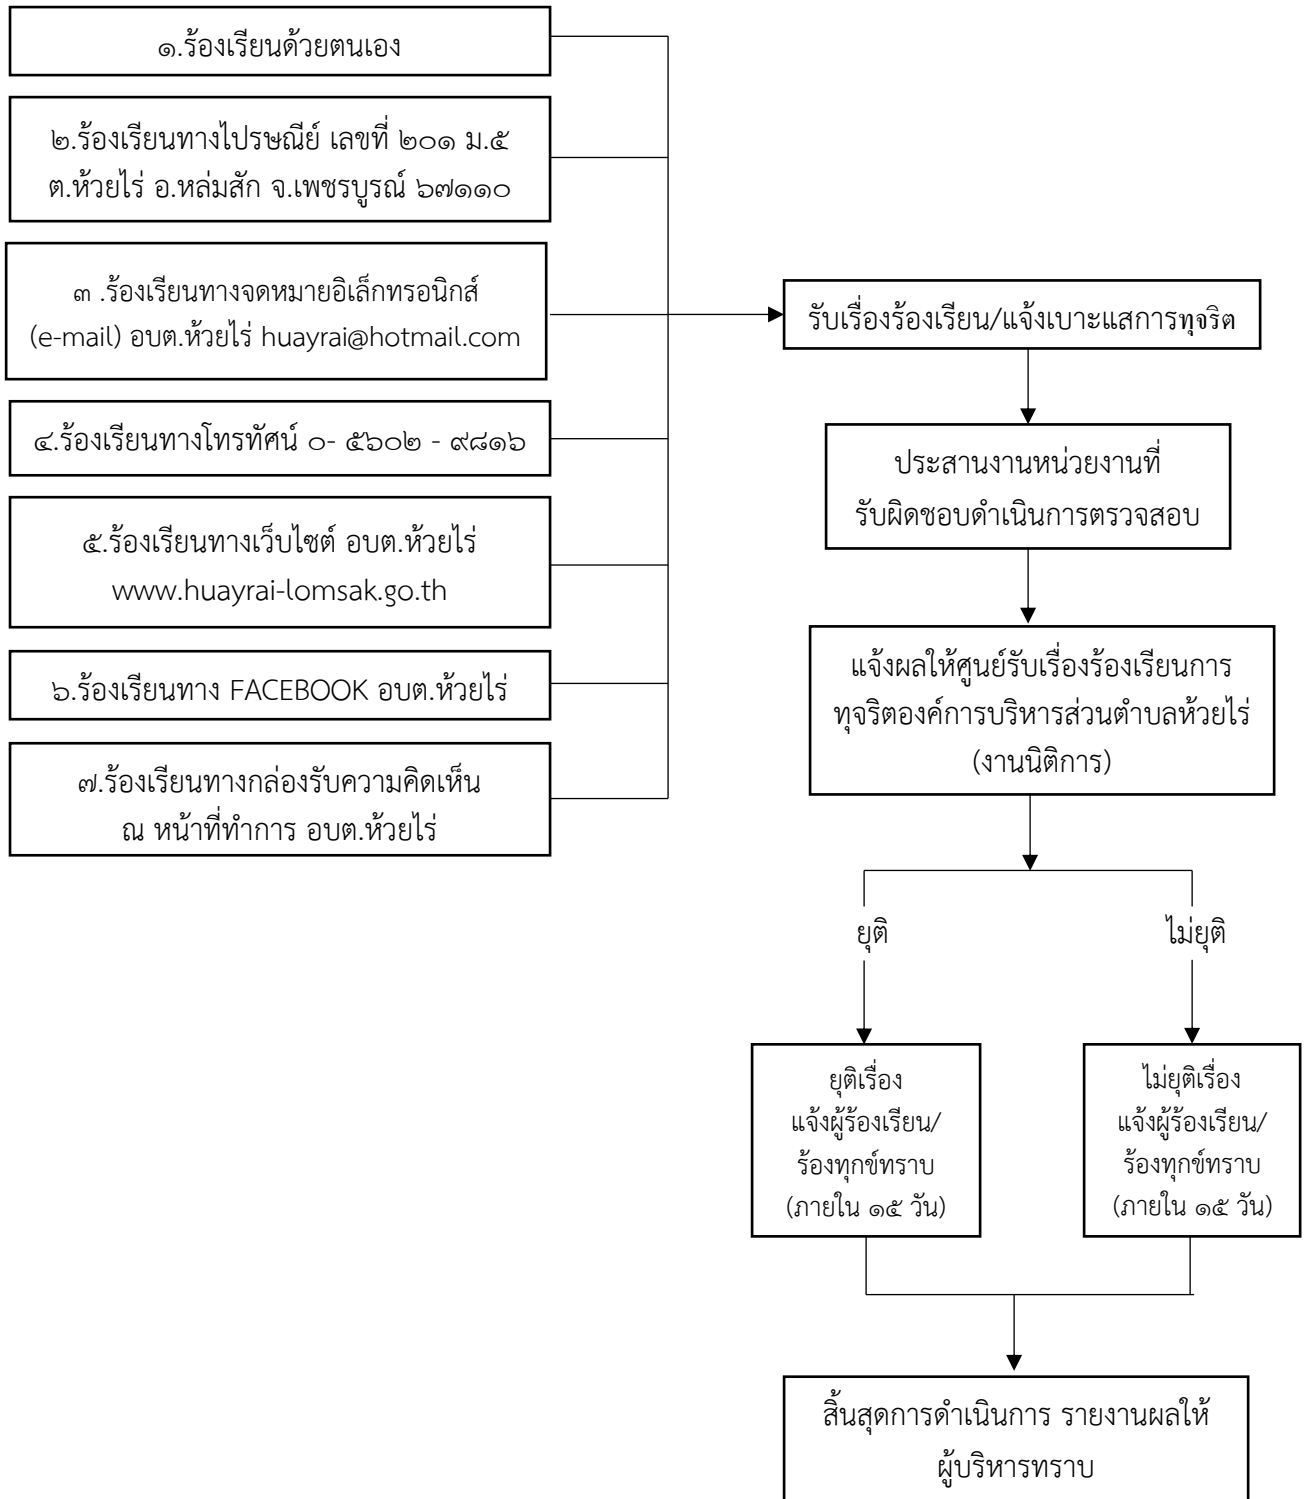 ๑.ร้องเรียนด้วยตนเอง
๒.ร้องเรียนทางไปรษณีย์ เลขที่ ๒๐๑ ม.๕
ต.ห้วยไร่ อ.หล่มสัก จ.เพชรบูรณ์ ๖๗๑๑๐
๓ .ร้องเรียนทางจดหมายอิเล็กทรอนิกส์
(e-mail) อบต.ห้วยไร่ huayrai@hotmail.com
๔.ร้องเรียนทางโทรทัศน์ ๐- ๕๖๐๒ - ๙๘๑๖
๕.ร้องเรียนทางเว็บไซต์ อบต.ห้วยไร่
www.huayrai-lomsak.go.th
๖.ร้องเรียนทาง FACEBOOK อบต.ห้วยไร่
๗.ร้องเรียนทางกล่องรับความคิดเห็น
ณ หน้าที่ทำการ อบต.ห้วยไร่
รับเรื่องร้องเรียน/แจ้งเบาะแสการทุจริต
ประสานงานหน่วยงานที่
รับผิดชอบดำเนินการตรวจสอบ
แจ้งผลให้ศูนย์รับเรื่องร้องเรียนการ
ทุจริตองค์การบริหารส่วนตำบลห้วยไร่
(งานนิติการ)
ยุติ
ไม่ยุติ
ยุติเรื่อง
แจ้งผู้ร้องเรียน/
ร้องทุกข์ทราบ
(ภายใน ๑๕ วัน)
ไม่ยุติเรื่อง
แจ้งผู้ร้องเรียน/
ร้องทุกข์ทราบ
(ภายใน ๑๕ วัน)
สิ้นสุดการดำเนินการ รายงานผลให้
ผู้บริหารทราบ